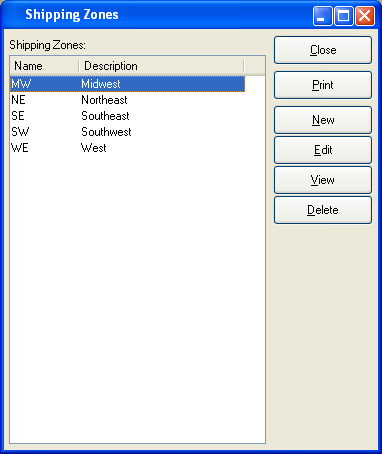 Shipping Zones
Shipping Zones:
Name Description
MW Midwest
NE Northeast
SE Southeast
SW Southwest
WE West
Close
Print
New
Edit
View
Delete